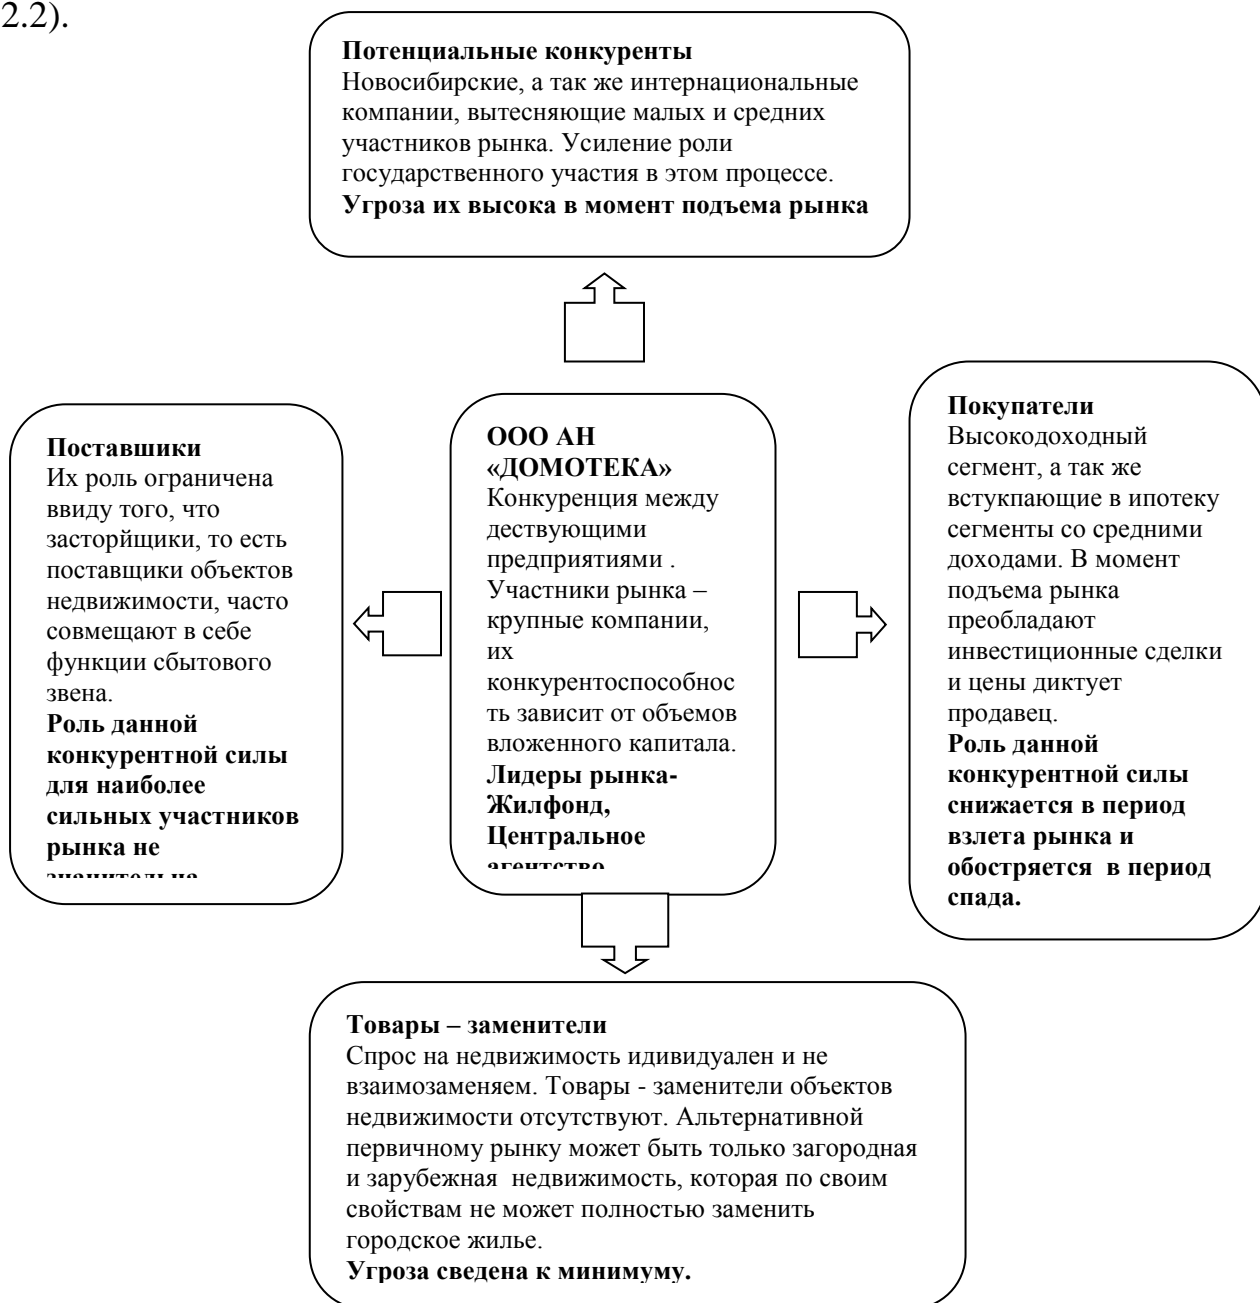 2.2).
Потенциальные конкуренты
Новосибирские, а так же интернациональные
компании, вытесняющие малых и средних
участников рынка. Усиление роли
государственного участия в этом процессе.
Угроза их высока в момент подъема рынка
Поставшики
Их роль ограничена
ввиду того, что
засторйщики, то есть
поставщики объектов
недвижимости, часто
совмещают в себе
функции сбытового
звена.
Роль данной
конкурентной силы
для наиболее
сильных участников
рынка не
значительна
ООО АН
«ДОМОТЕКА»
Конкуренция между
дествующими
предприятиями .
Участники рынка –
крупные компании,
их
конкурентоспособнос
ть зависит от объемов
вложенного капитала.
Лидеры рынка-
Жилфонд,
Центральное
агентство
Покупатели
Высокодоходный
сегмент, а так же
встукпающие в ипотеку
сегменты со средними
доходами. В момент
подъема рынка
преобладают
инвестиционные сделки
и цены диктует
продавец.
Роль данной
конкурентной силы
снижается в период
взлета рынка и
обостряется  в период
спада.
Товары – заменители
Спрос на недвижимость идивидуален и не
взаимозаменяем. Товары - заменители объектов
недвижимости отсутствуют. Альтернативной
первичному рынку может быть только загородная
и зарубежная  недвижимость, которая по своим
свойствам не может полностью заменить
городское жилье.
Угроза сведена к минимуму.